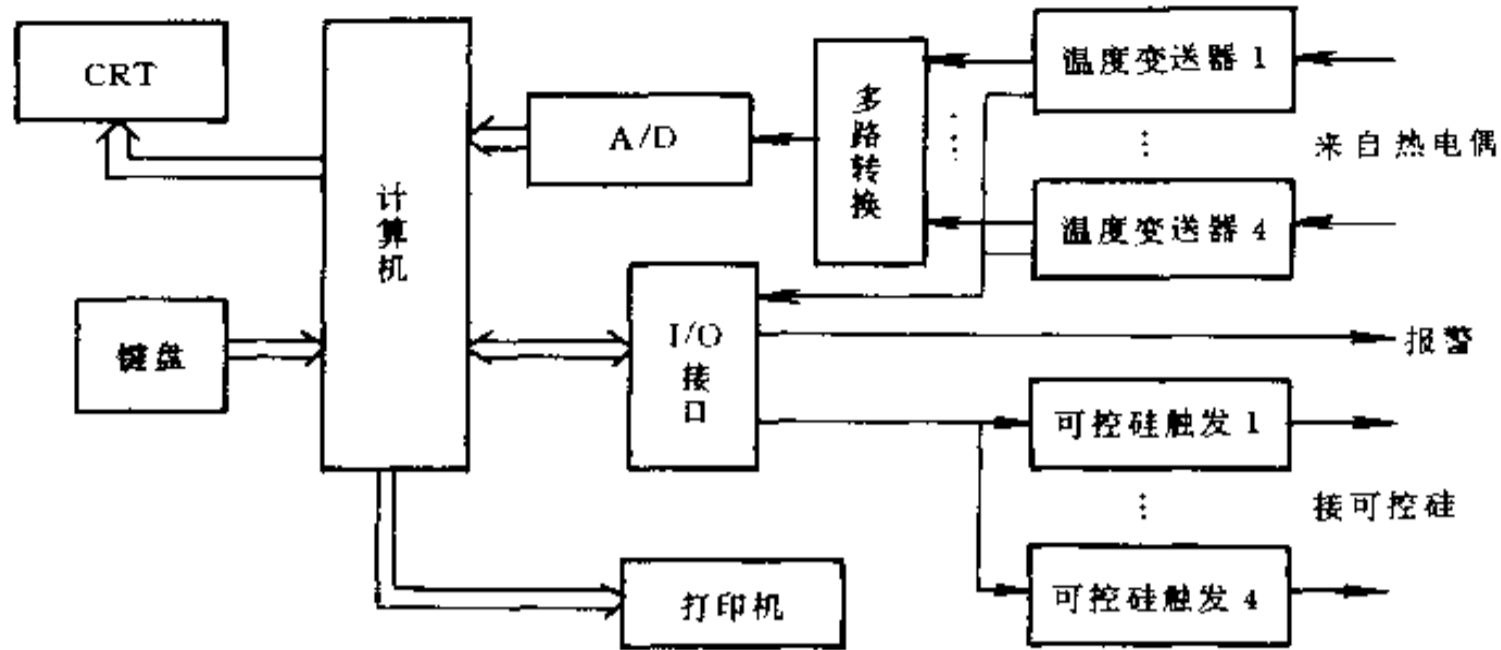 CRT
计算机
A/D
多路转换
温度变送器 1
来自热电偶
温度变送器 4
键盘
I/O
接口
报警
可控硅触发 1
接可控硅
打印机
可控硅触发 4